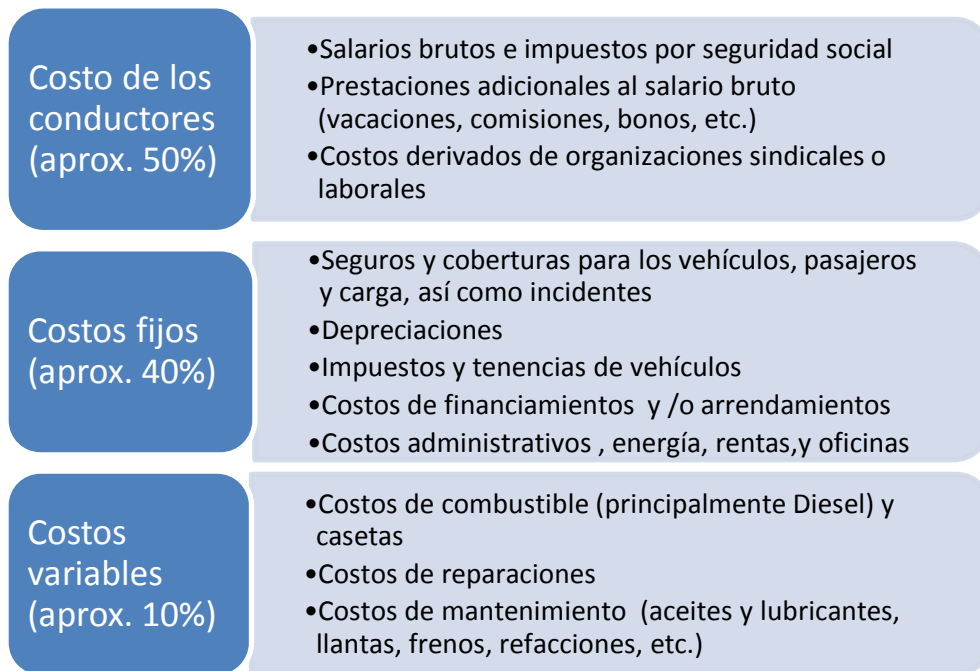 Costo de los
conductores
(aprox. 50%)
•Salarios brutos e impuestos por seguridad social
•Prestaciones adicionales al salario bruto
(vacaciones, comisiones, bonos, etc.)
•Costos derivados de organizaciones sindicales o
laborales
Costos fijos
(aprox. 40%)
•Seguros y coberturas para los vehículos, pasajeros
y carga, así como incidentes
•Depreciaciones
•Impuestos y tenencias de vehículos
•Costos de financiamientos y /o arrendamientos
•Costos administrativos , energía, rentas,y oficinas
Costos
variables
(aprox. 10%)
•Costos de combustible (principalmente Diesel) y
casetas
•Costos de reparaciones
•Costos de mantenimiento (aceites y lubricantes,
llantas, frenos, refacciones, etc.)